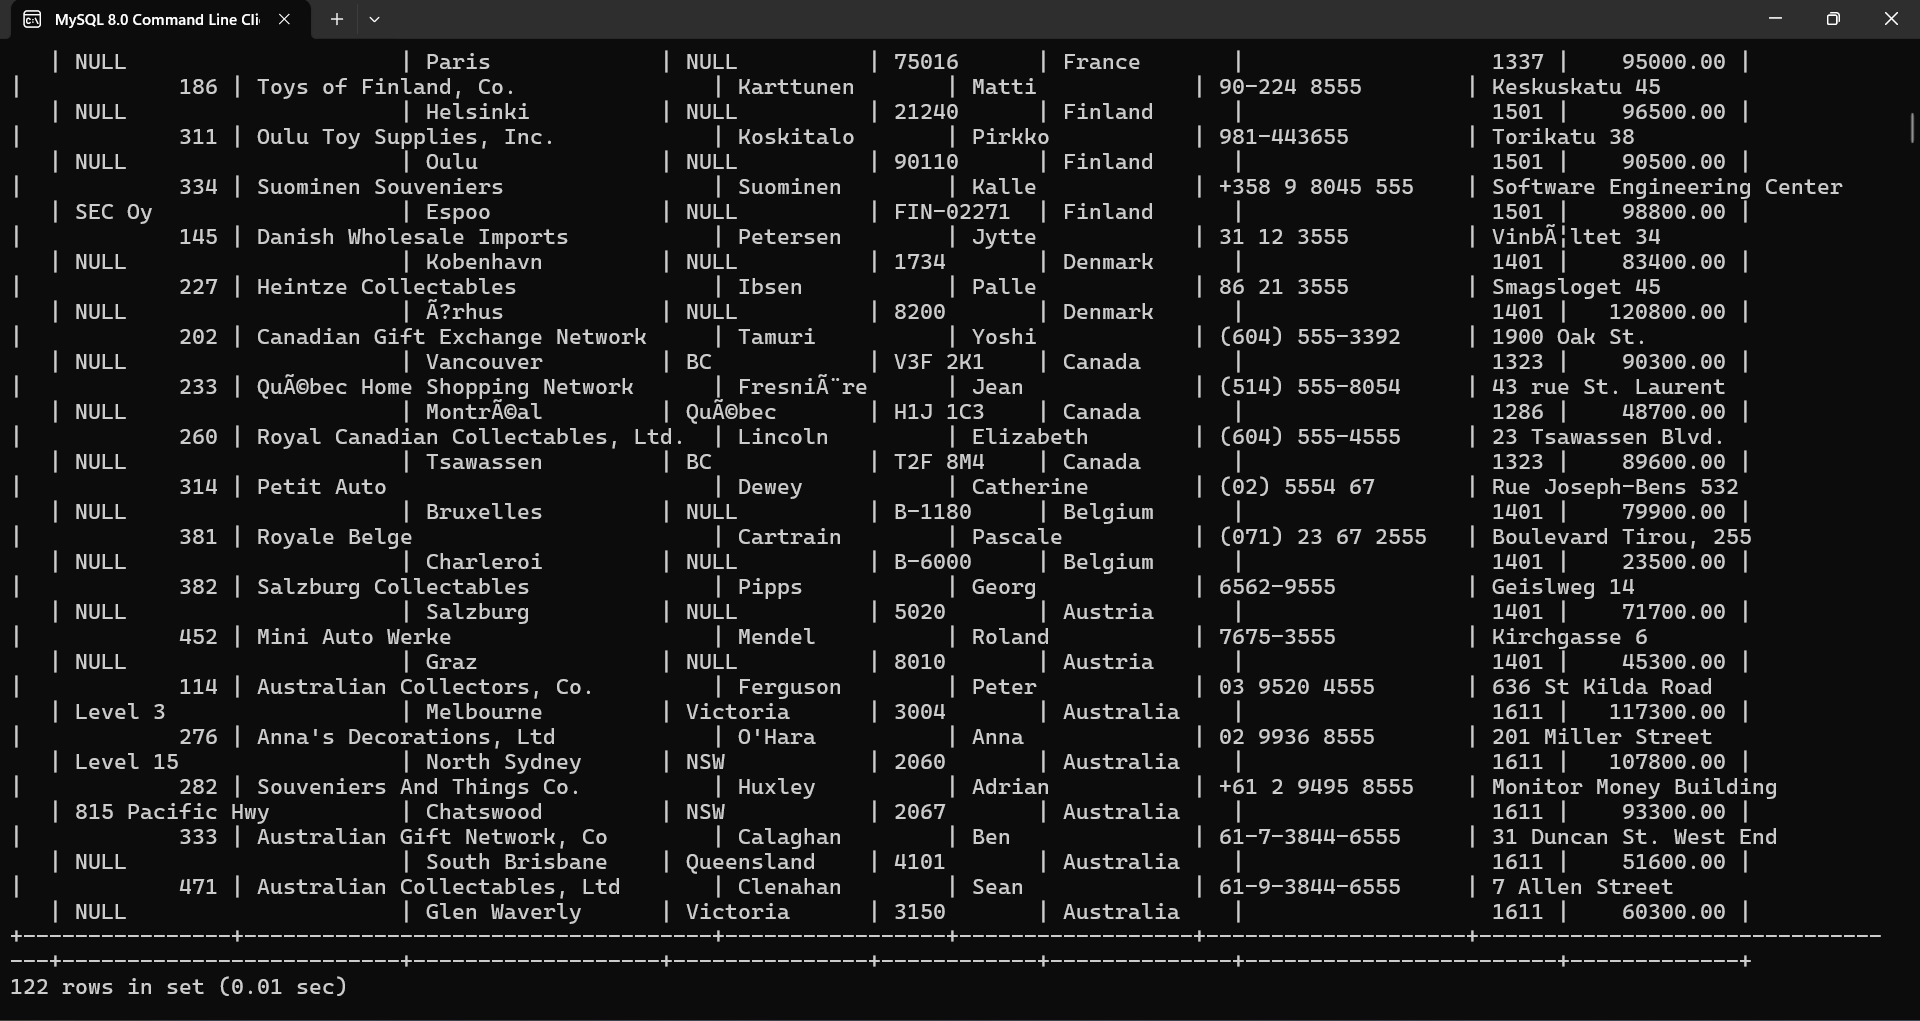 MySQL 8.0 Command Line Cli
| NULL | Paris | NULL | 75016 | France | 1337 | 95000.00 |
| 186 | Toys of Finland, Co. | Karttunen | Matti | 90-224 8555 | Keskuskatu 45
| NULL | Helsinki | NULL | 21240 | Finland | 1501 | 96500.00 |
| 311 | Oulu Toy Supplies, Inc. | Koskitalo | Pirkko | 981-443655 | Torikatu 38
| NULL | Oulu | NULL | 90110 | Finland | 1501 | 90500.00 |
| 334 | Suominen Souveniers | Suominen | Kalle | +358 9 8045 555 | Software Engineering Center
| SEC Oy | Espoo | NULL | FIN-02271 | Finland | 1501 | 98800.00 |
| 145 | Danish Wholesale Imports | Petersen | Jytte | 31 12 3555 | VinbÃ¦ltet 34
| NULL | Kobenhavn | NULL | 1734 | Denmark | 1401 | 83400.00 |
| 227 | Heintze Collectables | Ibsen | Palle | 86 21 3555 | Smagsloget 45
| NULL | Ã?rhus | NULL | 8200 | Denmark | 1401 | 120800.00 |
| 202 | Canadian Gift Exchange Network | Tamuri | Yoshi | (604) 555-3392 | 1900 Oak St.
| NULL | Vancouver | BC | V3F 2K1 | Canada | 1323 | 90300.00 |
| 233 | QuÃ©bec Home Shopping Network | FresniÃ¨re | Jean | (514) 555-8054 | 43 rue St. Laurent
| NULL | MontrÃ©al | QuÃ©bec | H1J 1C3 | Canada | 1286 | 48700.00 |
| 260 | Royal Canadian Collectables, Ltd. | Lincoln | Elizabeth | (604) 555-4555 | 23 Tsawassen Blvd.
| NULL | Tsawassen | BC | T2F 8M4 | Canada | 1323 | 89600.00 |
| 314 | Petit Auto | Dewey | Catherine | (02) 5554 67 | Rue Joseph-Bens 532
| NULL | Bruxelles | NULL | B-1180 | Belgium | 1401 | 79900.00 |
| 381 | Royale Belge | Cartrain | Pascale | (071) 23 67 2555 | Boulevard Tirou, 255
| NULL | Charleroi | NULL | B-6000 | Belgium | 1401 | 23500.00 |
| 382 | Salzburg Collectables | Pipps | Georg | 6562-9555 | Geislweg 14
| NULL | Salzburg | NULL | 5020 | Austria | 1401 | 71700.00 |
| 452 | Mini Auto Werke | Mendel | Roland | 7675-3555 | Kirchgasse 6
| NULL | Graz | NULL | 8010 | Austria | 1401 | 45300.00 |
| 114 | Australian Collectors, Co. | Ferguson | Peter | 03 9520 4555 | 636 St Kilda Road
| Level 3 | Melbourne | Victoria | 3004 | Australia | 1611 | 117300.00 |
| 276 | Anna's Decorations, Ltd | O'Hara | Anna | 02 9936 8555 | 201 Miller Street
| Level 15 | North Sydney | NSW | 2060 | Australia | 1611 | 107800.00 |
| 282 | Souveniers And Things Co. | Huxley | Adrian | +61 2 9495 8555 | Monitor Money Building
| 815 Pacific Hwy | Chatswood | NSW | 2067 | Australia | 1611 | 93300.00 |
| 333 | Australian Gift Network, Co | Calaghan | Ben | 61-7-3844-6555 | 31 Duncan St. West End
| NULL | South Brisbane | Queensland | 4101 | Australia | 1611 | 51600.00 |
| 471 | Australian Collectables, Ltd | Clenahan | Sean | 61-9-3844-6555 | 7 Allen Street
| NULL | Glen Waverly | Victoria | 3150 | Australia | 1611 | 60300.00 |
122 rows in set (0.01 sec)